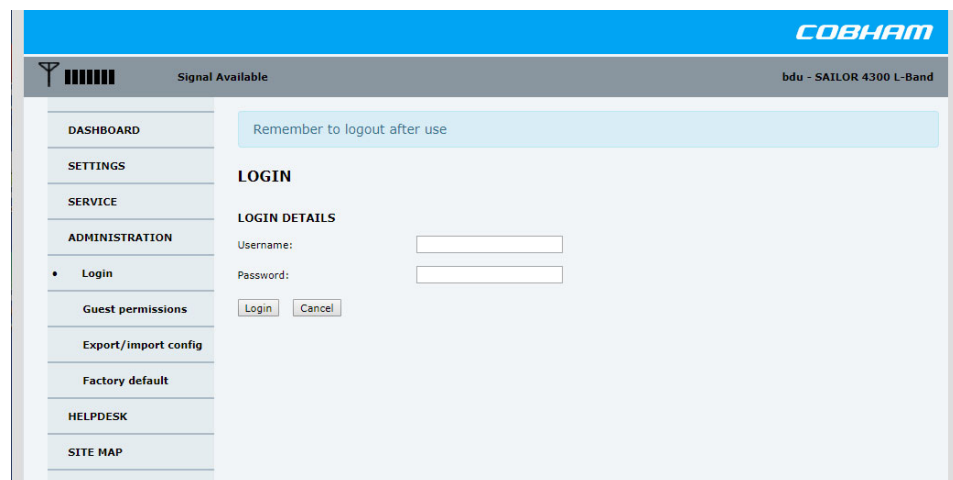 COBHAM
Signal Available
bdu - SAILOR 4300 L-Band
DASHBOARD
SETTINGS
SERVICE
ADMINISTRATION
Login
Guest permissions
Export/import config
Factory default
HELPDESK
SITE MAP
Remember to logout after use
LOGIN
LOGIN DETAILS
Username:
Password:
Login Cancel